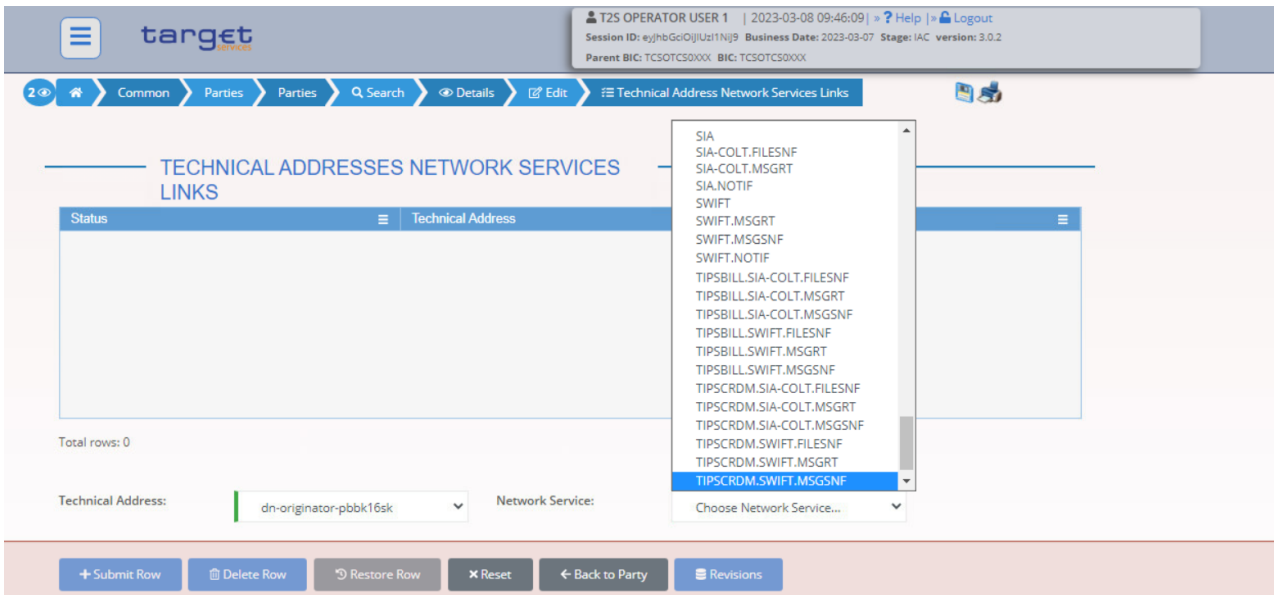 target
services
T2S OPERATOR USER 1 | 2023-03-08 09:46:09| » ? Help |» Logout
Session ID: eyJhbGciOiJIUzI1NiJ9 Business Date: 2023-03-07 Stage: IAC version: 3.0.2
Parent BIC: TCSOTCS0XXX BIC: TCSOTCS0XXX
2 Common Parties Parties Search Details Edit Technical Address Network Services Links
TECHNICAL ADDRESSES NETWORK SERVICES
LINKS
Status Technical Address
SIA
SIA-COLT.FILESNF
SIA-COLT.MSGRT
SIA.NOTIF
SWIFT
SWIFT.MSGRT
SWIFT.MSGSNF
SWIFT.NOTIF
TIPSBILL.SIA-COLT.FILESNF
TIPSBILL.SIA-COLT.MSGRT
TIPSBILL.SIA-COLT.MSGSNF
TIPSBILL.SWIFT.FILESNF
TIPSBILL.SWIFT.MSGRT
TIPSBILL.SWIFT.MSGSNF
TIPSCRDM.SIA-COLT.FILESNF
TIPSCRDM.SIA-COLT.MSGRT
TIPSCRDM.SIA-COLT.MSGSNF
TIPSCRDM.SWIFT.FILESNF
TIPSCRDM.SWIFT.MSGRT
TIPSCRDM.SWIFT.MSGSNF
Total rows: 0
Technical Address: dn-originator-pbbk16sk Network Service: Choose Network Service...
+ Submit Row Delete Row Restore Row × Reset ← Back to Party Revisions